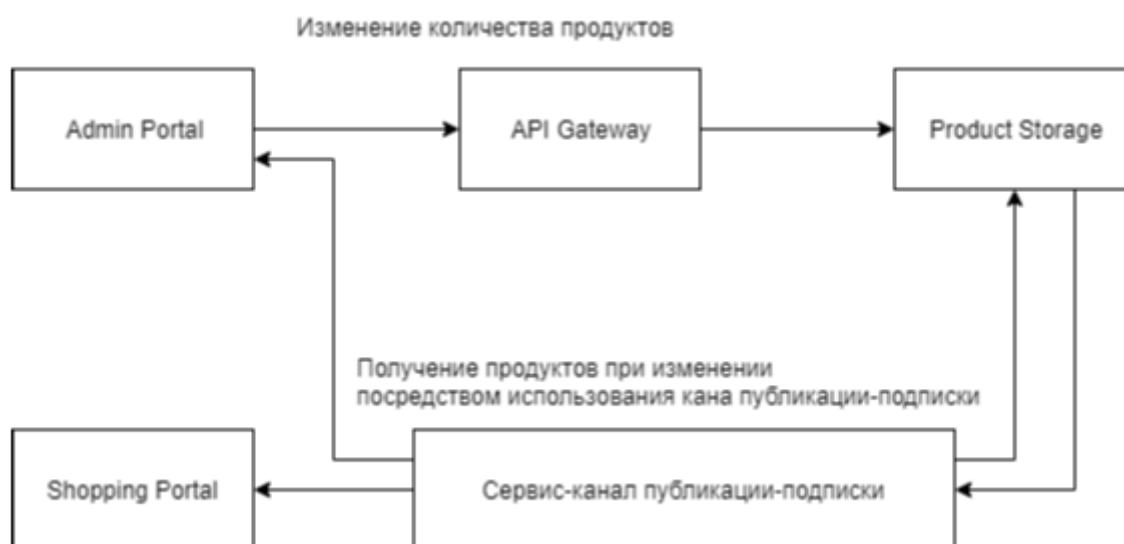 Изменение количества продуктов
Admin Portal
API Gateway
Product Storage
Получение продуктов при изменении
посредством использования кана публикации-подписки
Shopping Portal
Сервис-канал публикации-подписки